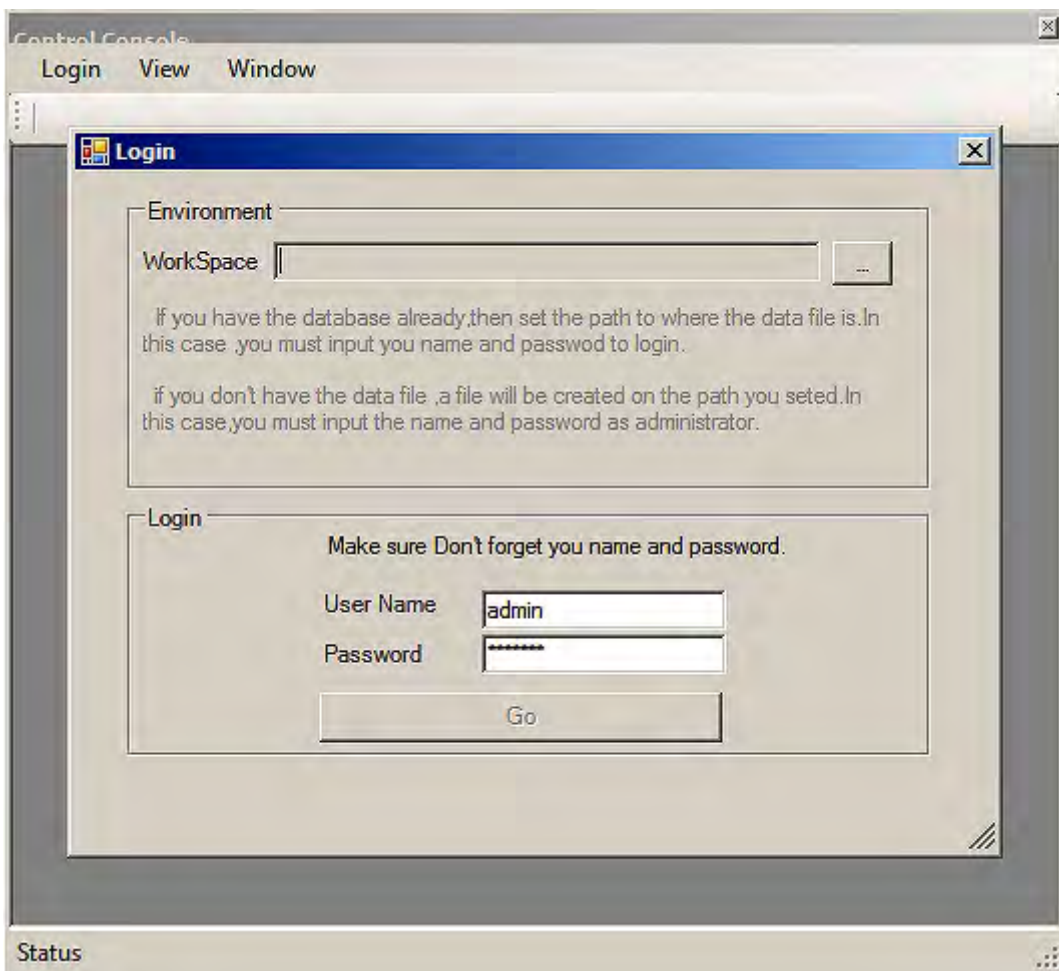 Control Console
Login View Window
Login
Environment
WorkSpace
...
If you have the database already,then set the path to where the data file is.In
this case ,you must input you name and passwod to login.
if you don't have the data file ,a file will be created on the path you seted.In
this case,you must input the name and password as administrator.
Login
Make sure Don't forget you name and password.
User Name admin
Password *******
Go
Status